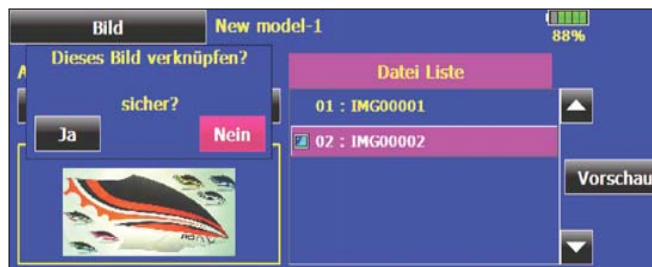 Bild
New model-1
88%
Dieses Bild verknüpfen?
sicher?
Ja
Nein
A
Datei Liste
01 : IMG00001
02 : IMG00002
Vorschau